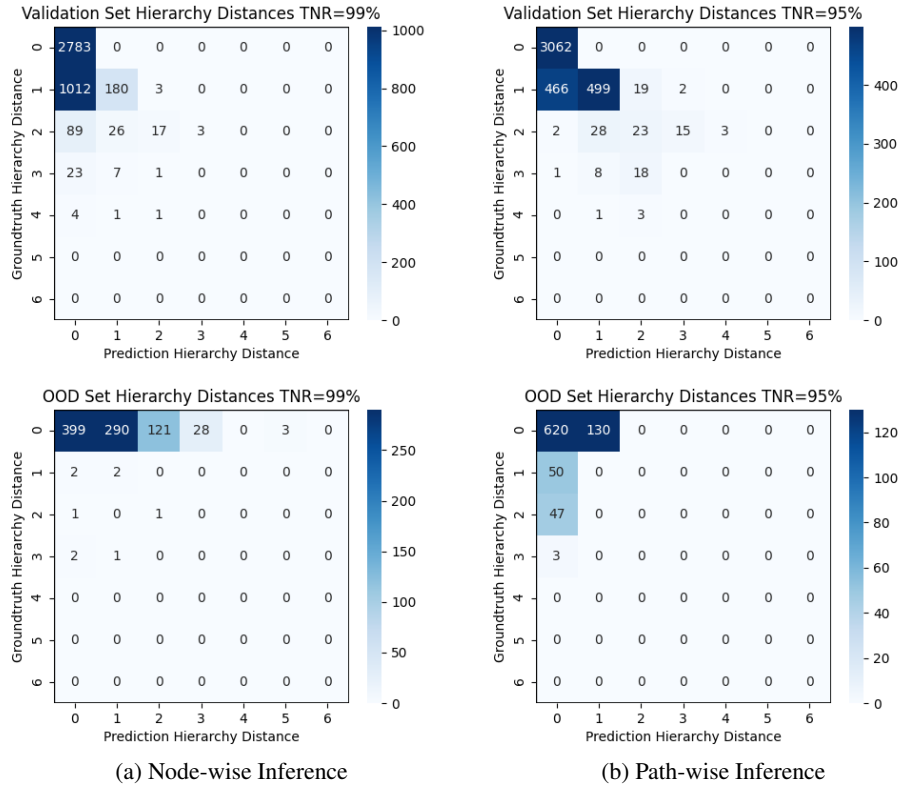 Validation Set Hierarchy Distances TNR=99%
Groundtruth Hierarchy Distance
0 2783 0 0 0 0 0 0
1 1012 180 3 0 0 0 0
2 89 26 17 3 0 0 0
3 23 7 1 0 0 0 0
4 4 1 1 0 0 0 0
5 0 0 0 0 0 0 0
6 0 0 0 0 0 0 0
0 1 2 3 4 5 6
Prediction Hierarchy Distance
1000
800
600
400
200
0
Validation Set Hierarchy Distances TNR=95%
Groundtruth Hierarchy Distance
0 3062 0 0 0 0 0 0
1 466 499 19 2 0 0 0
2 2 28 23 15 3 0 0
3 1 8 18 0 0 0 0
4 0 1 3 0 0 0 0
5 0 0 0 0 0 0 0
6 0 0 0 0 0 0 0
0 1 2 3 4 5 6
Prediction Hierarchy Distance
400
300
200
100
0
OOD Set Hierarchy Distances TNR=99%
Groundtruth Hierarchy Distance
0 399 290 121 28 0 3 0
1 2 2 0 0 0 0 0
2 1 0 1 0 0 0 0
3 2 1 0 0 0 0 0
4 0 0 0 0 0 0 0
5 0 0 0 0 0 0 0
6 0 0 0 0 0 0 0
0 1 2 3 4 5 6
Prediction Hierarchy Distance
250
200
150
100
50
0
(a) Node-wise Inference
OOD Set Hierarchy Distances TNR=95%
Groundtruth Hierarchy Distance
0 620 130 0 0 0 0 0
1 50 0 0 0 0 0 0
2 47 0 0 0 0 0 0
3 3 0 0 0 0 0 0
4 0 0 0 0 0 0 0
5 0 0 0 0 0 0 0
6 0 0 0 0 0 0 0
0 1 2 3 4 5 6
Prediction Hierarchy Distance
120
100
80
60
40
20
0
(b) Path-wise Inference